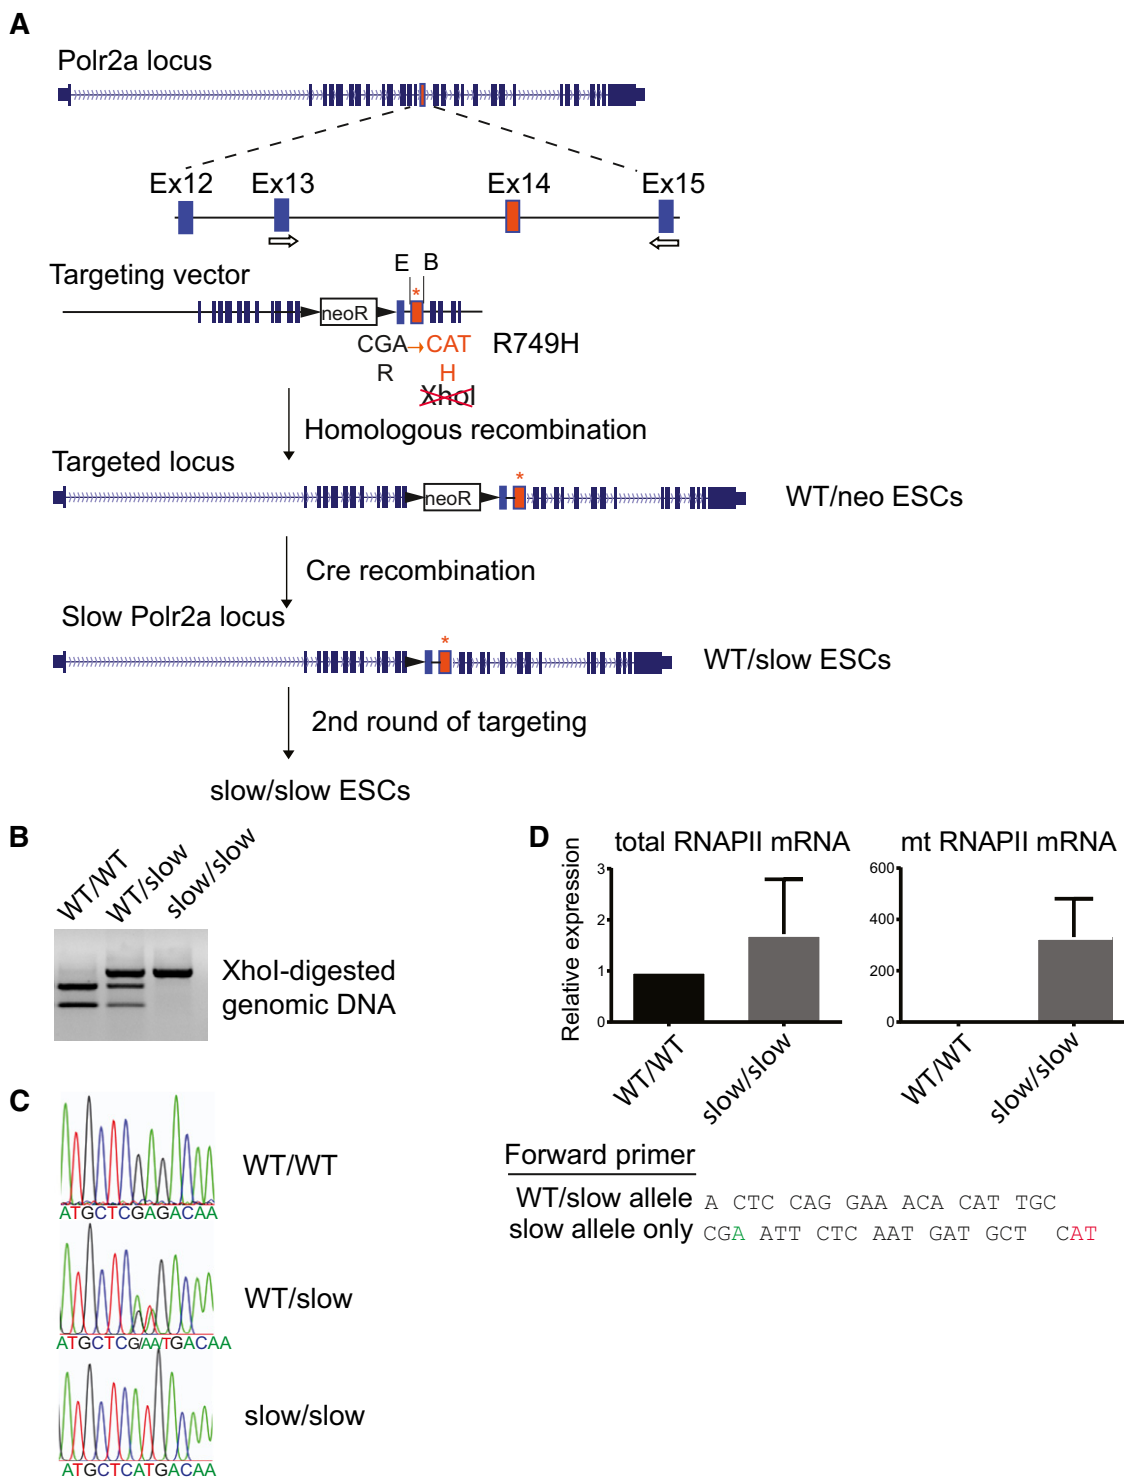 A
Polr2a locus
Ex12 Ex13 Ex14 Ex15
Targeting vector
E B
*
neoR
CGA→CAT R749H
R H
XhoI
Homologous recombination
Targeted locus
*
neoR
WT/neo ESCs
Cre recombination
Slow Polr2a locus
*
WT/slow ESCs
2nd round of targeting
slow/slow ESCs
B
WT/WT WT/slow slow/slow
XhoI-digested
genomic DNA
C
WT/WT
ATGCTCGAGACAA
WT/slow
ATGCTCG/AA/TGACAA
slow/slow
ATGCTCATGACAA
D
total RNAPII mRNA
Relative expression
3
2
1
0
WT/WT slow/slow
mt RNAPII mRNA
600
400
200
0
WT/WT slow/slow
Forward primer
WT/slow allele A CTC CAG GAA ACA CAT TGC
slow allele only CGA ATT CTC AAT GAT GCT CAT